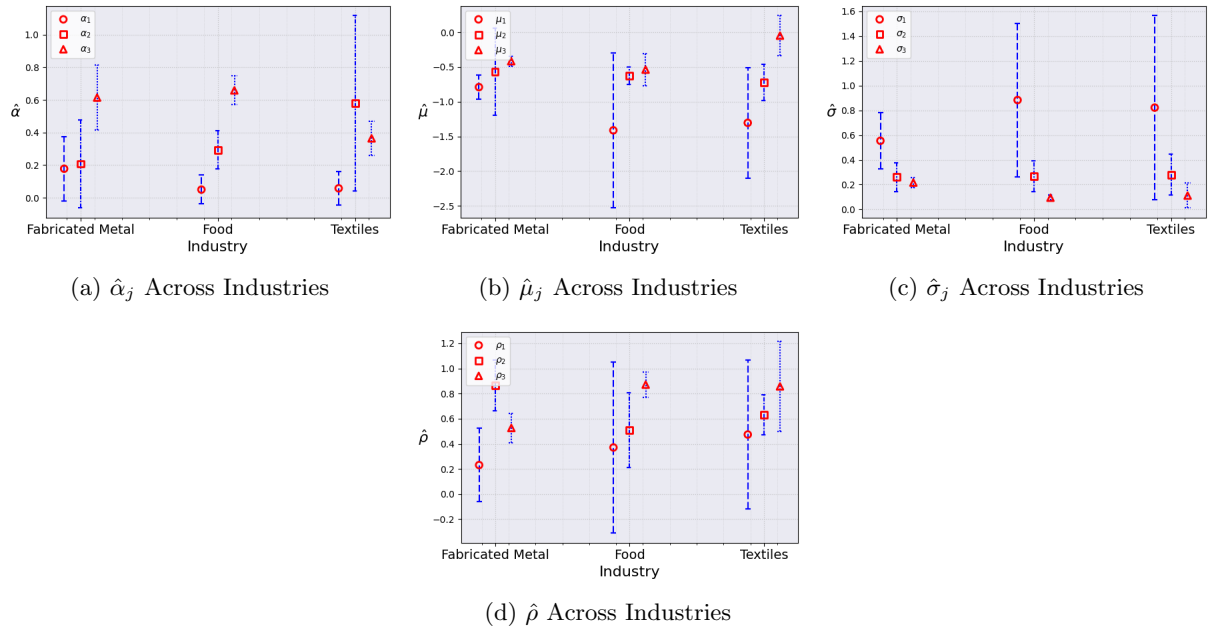 α₁
α₂
α₃
1.0
0.8
0.6
0.4
0.2
0.0
α̂
Fabricated Metal
Food
Textiles
Industry
(a) α̂ⱼ Across Industries
μ₁
μ₂
μ₃
0.0
−0.5
−1.0
−1.5
−2.0
−2.5
μ̂
Fabricated Metal
Food
Textiles
Industry
(b) μ̂ⱼ Across Industries
σ₁
σ₂
σ₃
1.6
1.4
1.2
1.0
0.8
0.6
0.4
0.2
0.0
σ̂
Fabricated Metal
Food
Textiles
Industry
(c) σ̂ⱼ Across Industries
ρ₁
ρ₂
ρ₃
1.2
1.0
0.8
0.6
0.4
0.2
0.0
−0.2
ρ̂
Fabricated Metal
Food
Textiles
Industry
(d) ρ̂ Across Industries